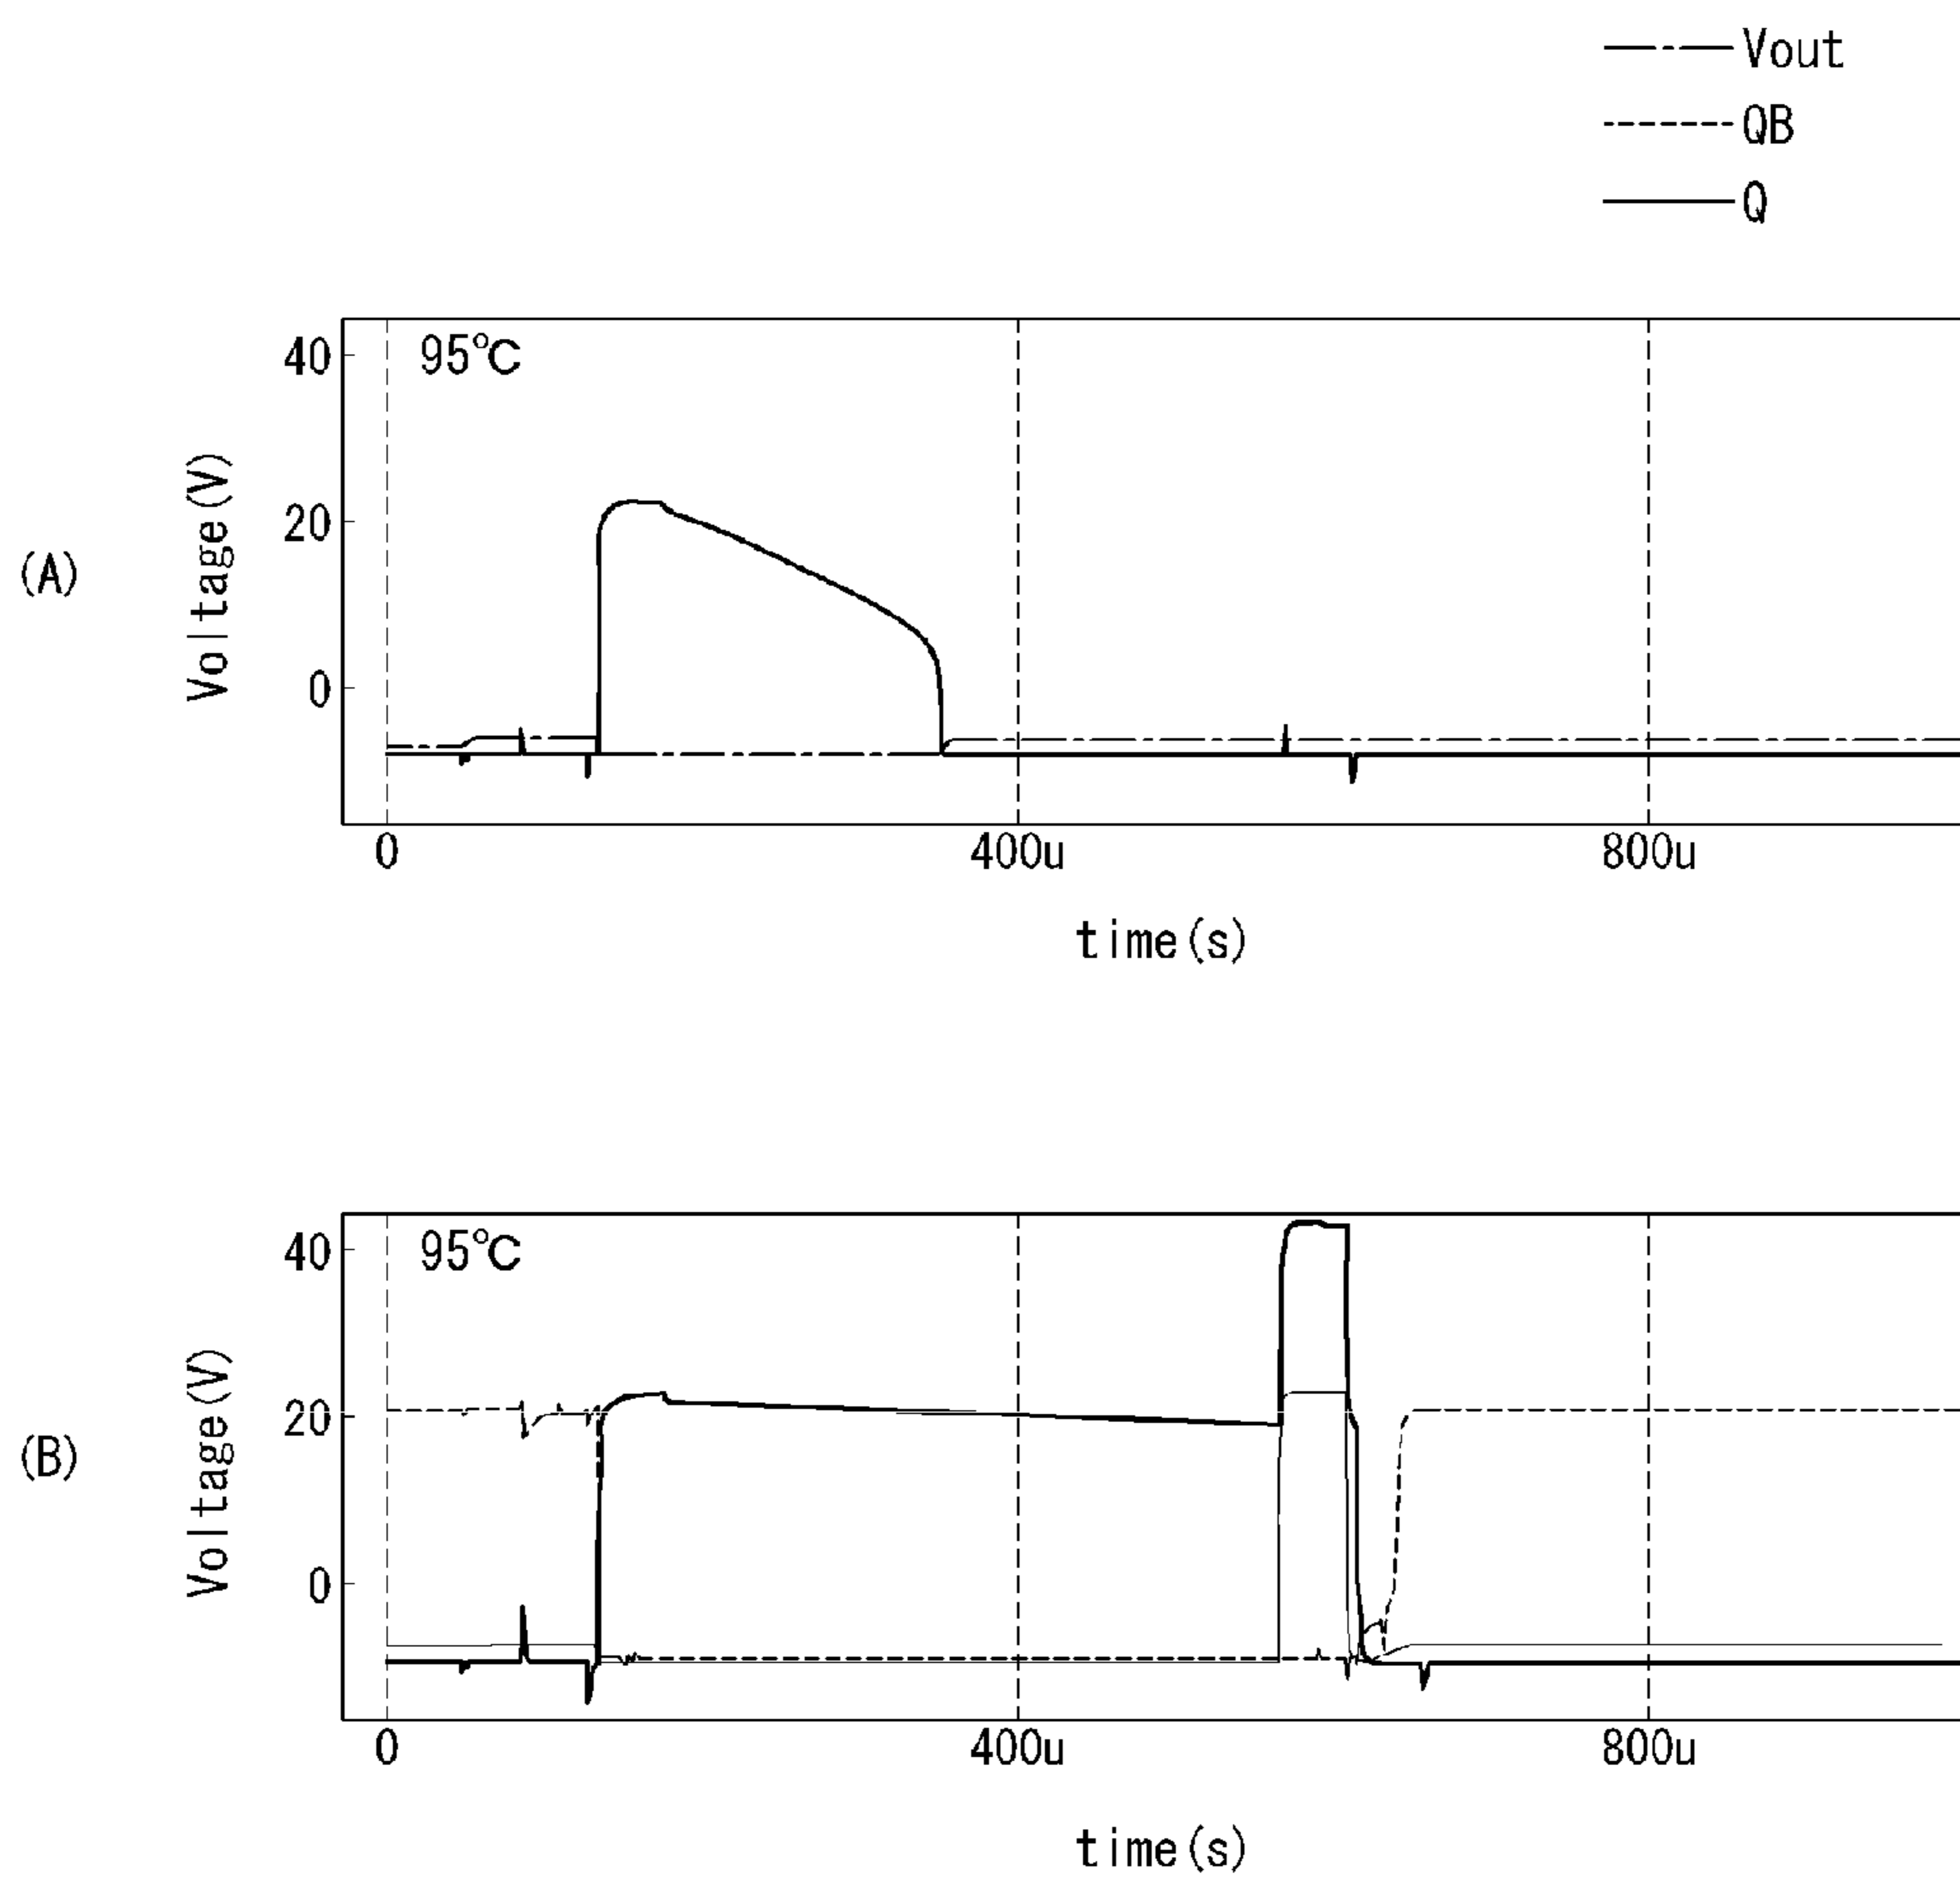 Vout
QB
Q
(A)
Voltage(V)
95℃
40
20
0
0
400u
800u
time(s)
(B)
Voltage(V)
95℃
40
20
0
0
400u
800u
time(s)